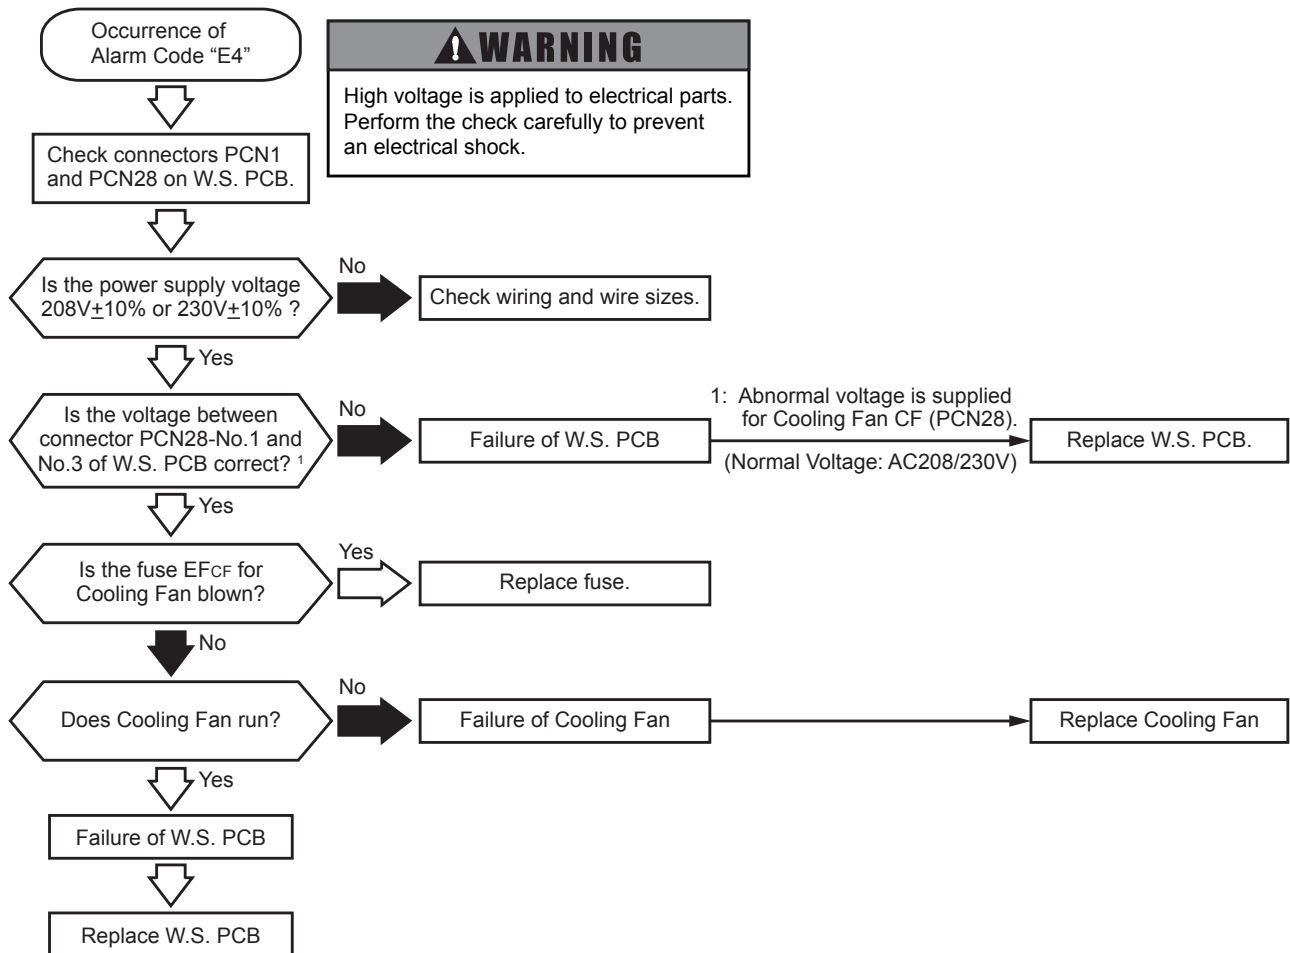 Occurrence of
Alarm Code “E4”
WARNING
High voltage is applied to electrical parts.
Perform the check carefully to prevent
an electrical shock.
Check connectors PCN1
and PCN28 on W.S. PCB.
Is the power supply voltage
208V±10% or 230V±10% ?
No
Check wiring and wire sizes.
Yes
Is the voltage between
connector PCN28-No.1 and
No.3 of W.S. PCB correct? 1
No
Failure of W.S. PCB
1: Abnormal voltage is supplied
for Cooling Fan CF (PCN28).
(Normal Voltage: AC208/230V)
Replace W.S. PCB.
Yes
Is the fuse EFCF for
Cooling Fan blown?
Yes
Replace fuse.
No
Does Cooling Fan run?
No
Failure of Cooling Fan
Replace Cooling Fan
Yes
Failure of W.S. PCB
Replace W.S. PCB